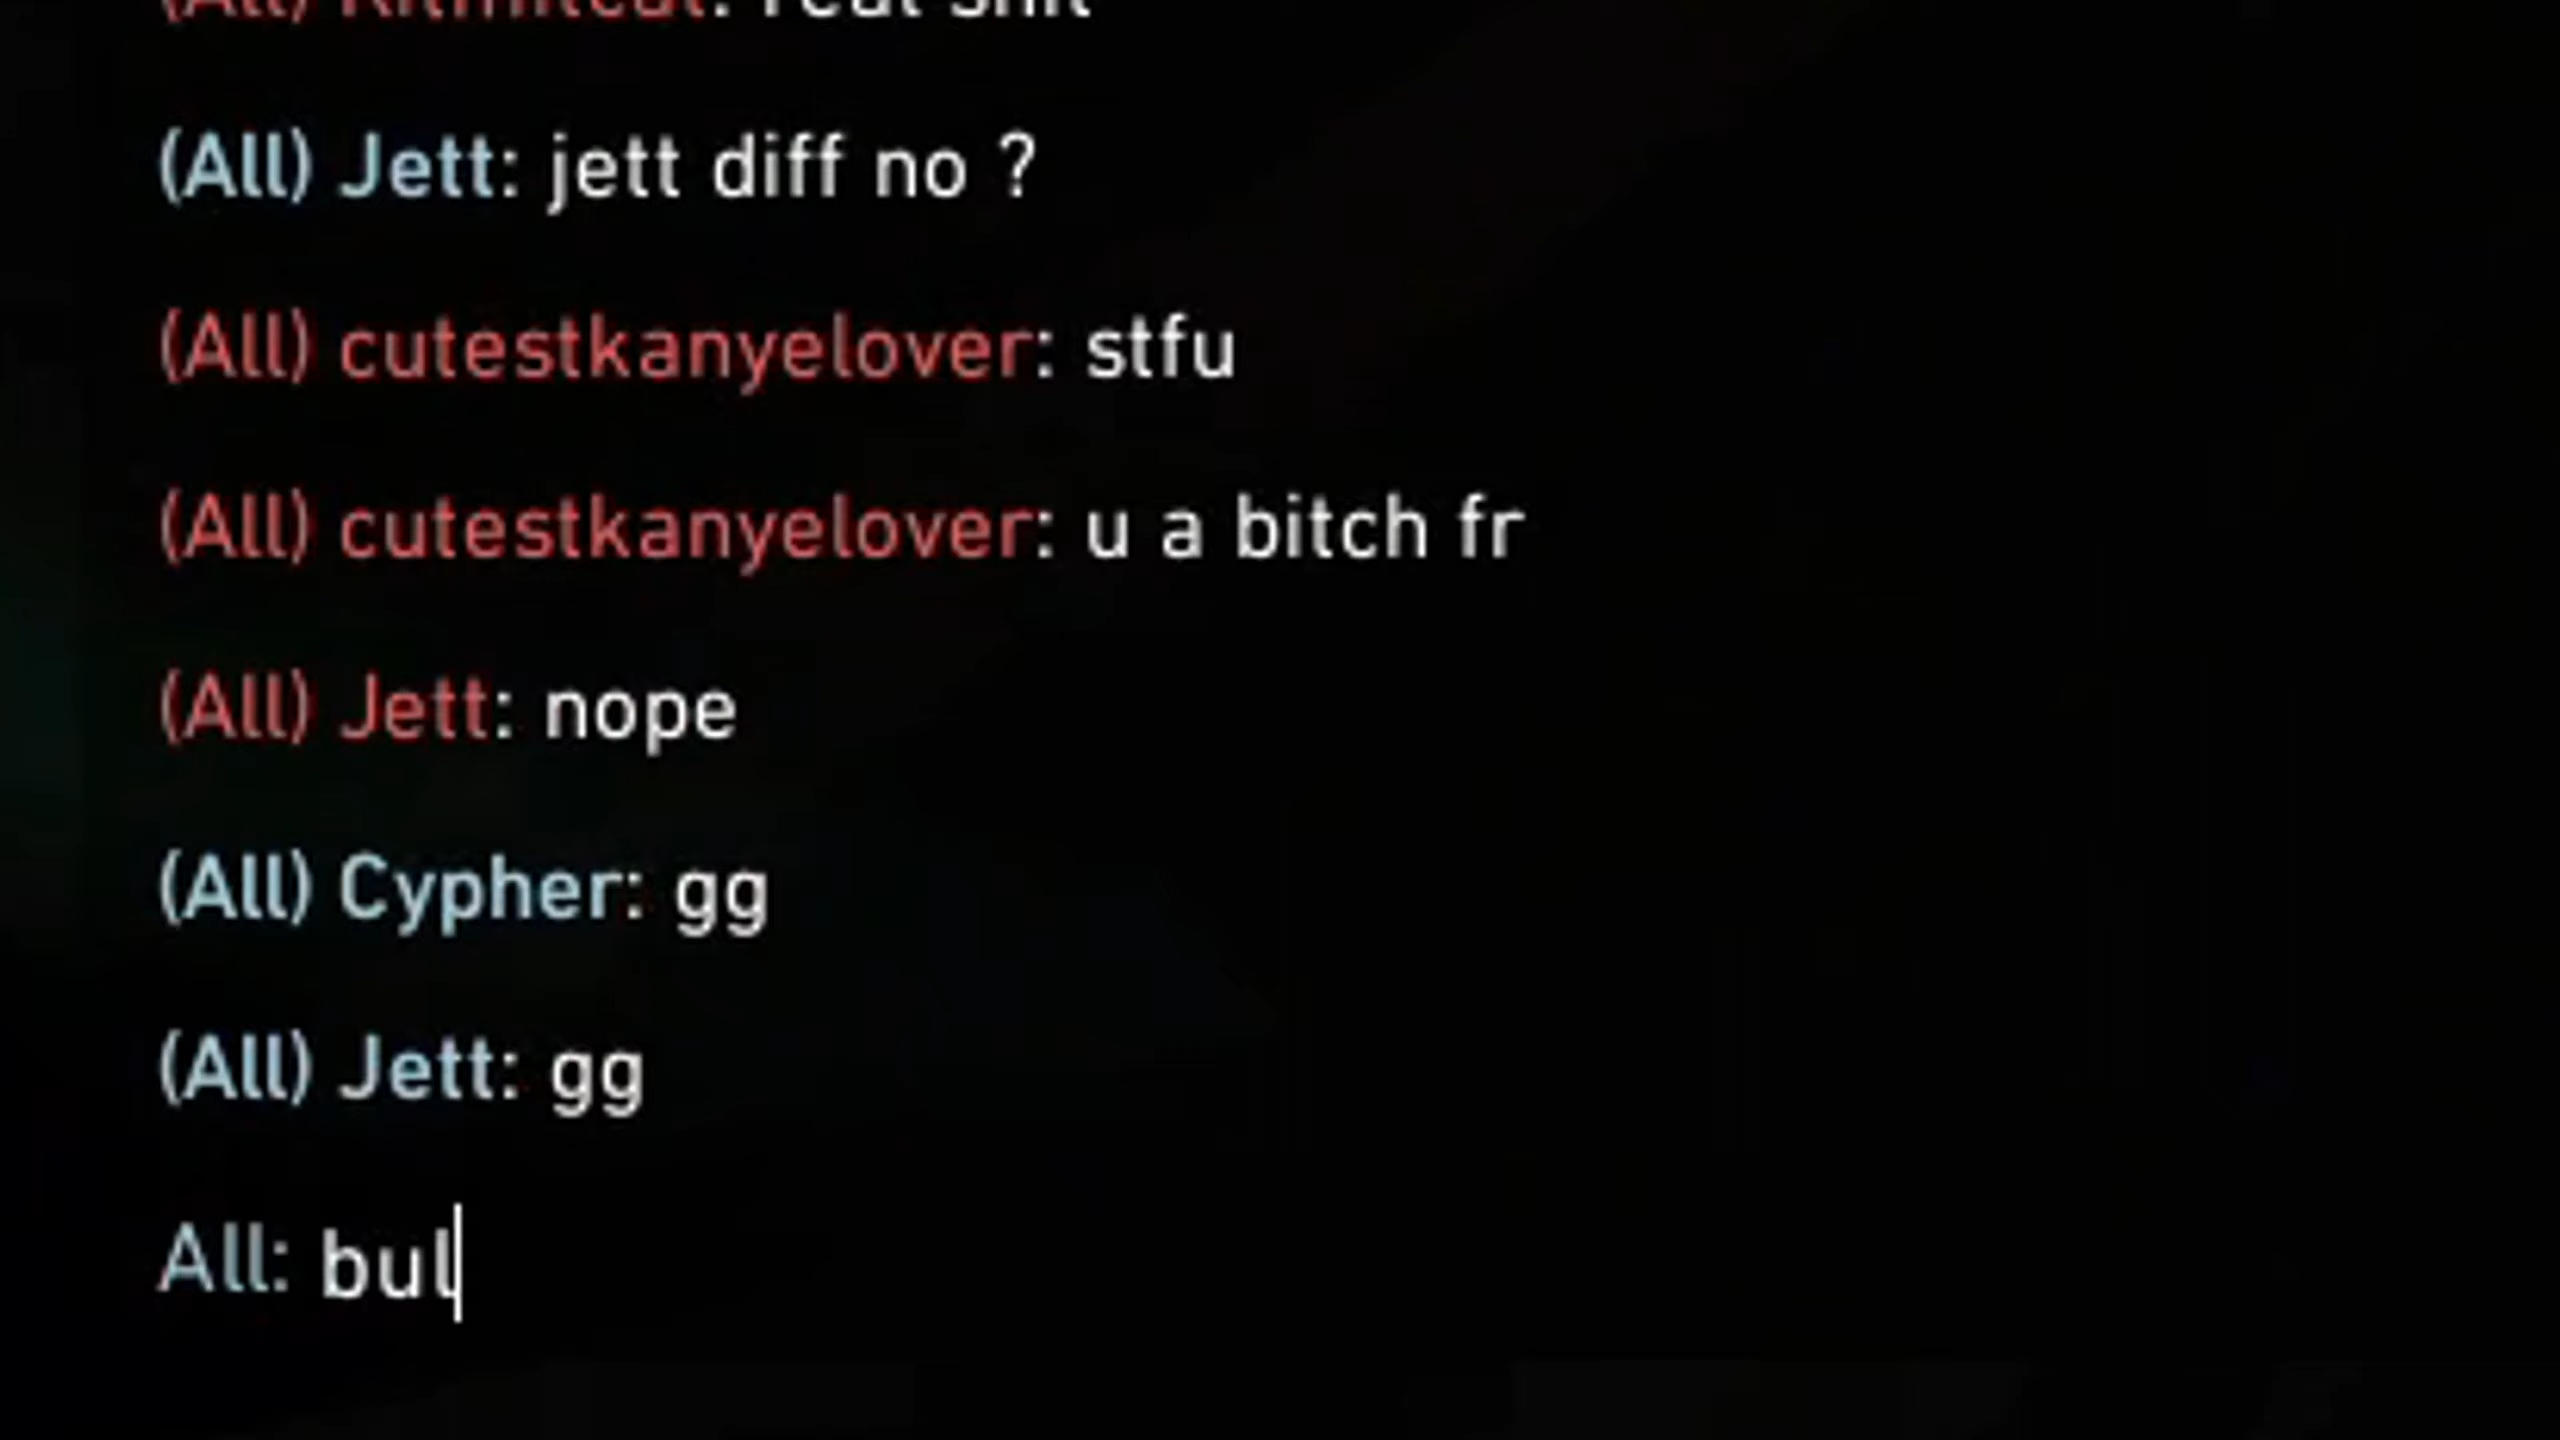 (All) Jett: jett diff no ?
(All) cutestkanyelover: stfu
(All) cutestkanyelover: u a bitch fr
(All) Jett: nope
(All) Cypher: gg
(All) Jett: gg
All: bul